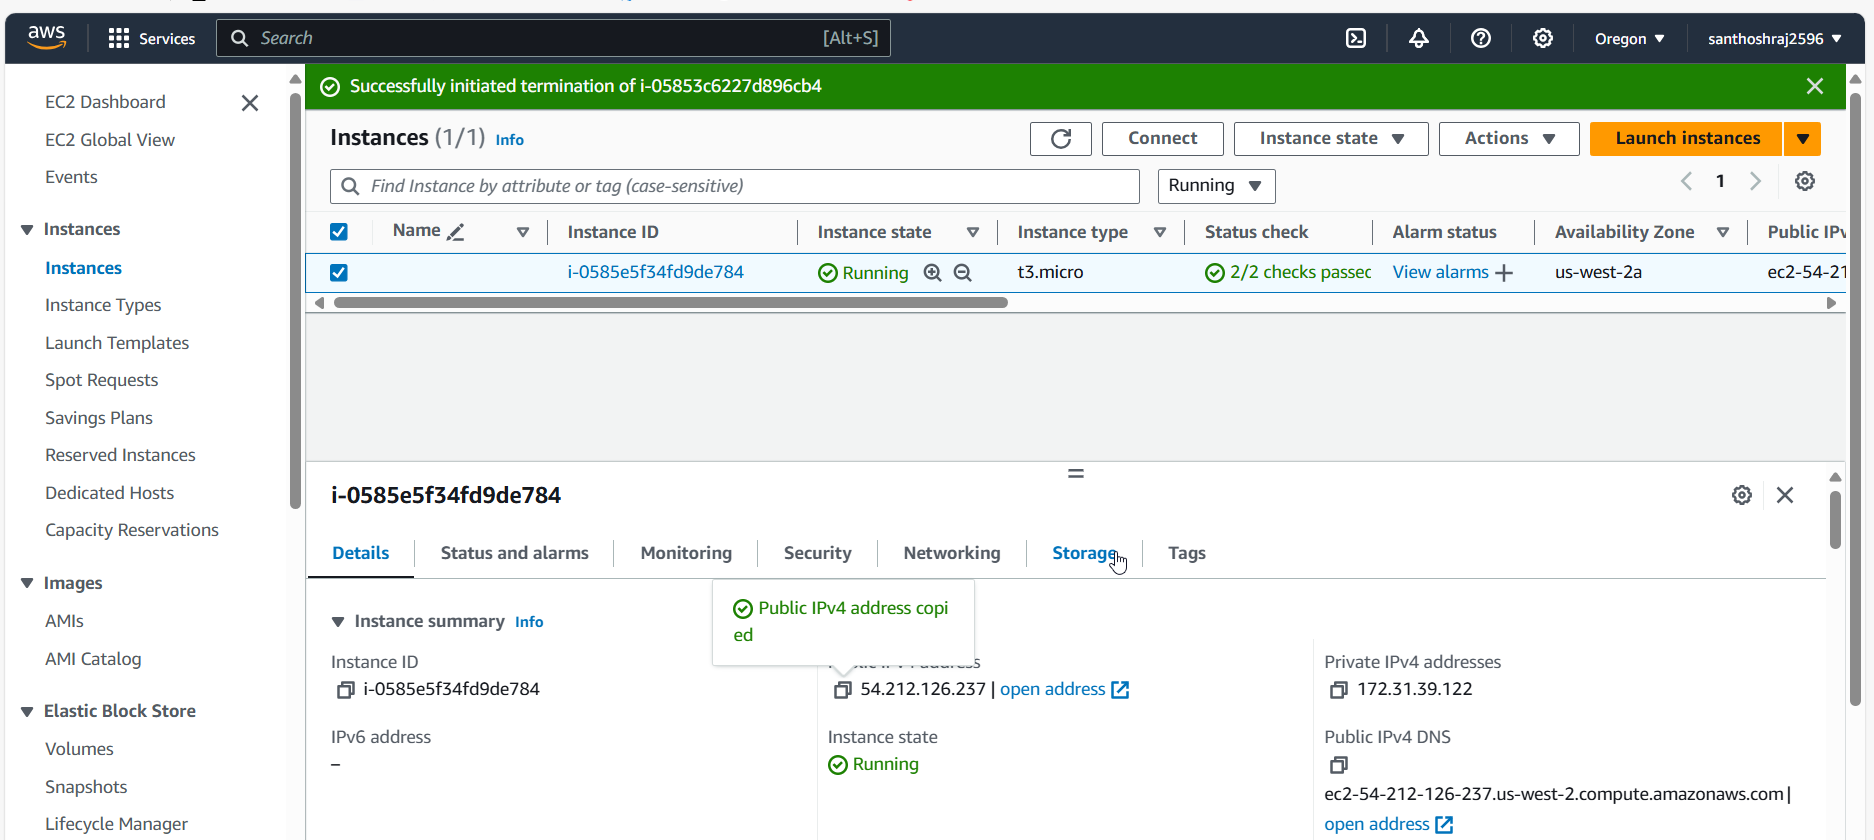 aws
Services
Search [Alt+S]
Oregon
santhoshraj2596
EC2 Dashboard
EC2 Global View
Events
Instances
Instances
Instance Types
Launch Templates
Spot Requests
Savings Plans
Reserved Instances
Dedicated Hosts
Capacity Reservations
Images
AMIs
AMI Catalog
Elastic Block Store
Volumes
Snapshots
Lifecycle Manager
Successfully initiated termination of i-05853c6227d896cb4
Instances (1/1) Info
Connect
Instance state
Actions
Launch instances
Find Instance by attribute or tag (case-sensitive)
Running
1
Name Instance ID Instance state Instance type Status check Alarm status Availability Zone Public IPv
i-0585e5f34fd9de784 Running t3.micro 2/2 checks passed View alarms us-west-2a ec2-54-21
i-0585e5f34fd9de784
Details Status and alarms Monitoring Security Networking Storage Tags
Public IPv4 address copi
ed
Instance summary Info
Instance ID
i-0585e5f34fd9de784
54.212.126.237 | open address
Private IPv4 addresses
172.31.39.122
IPv6 address
–
Instance state
Running
Public IPv4 DNS
ec2-54-212-126-237.us-west-2.compute.amazonaws.com |
open address